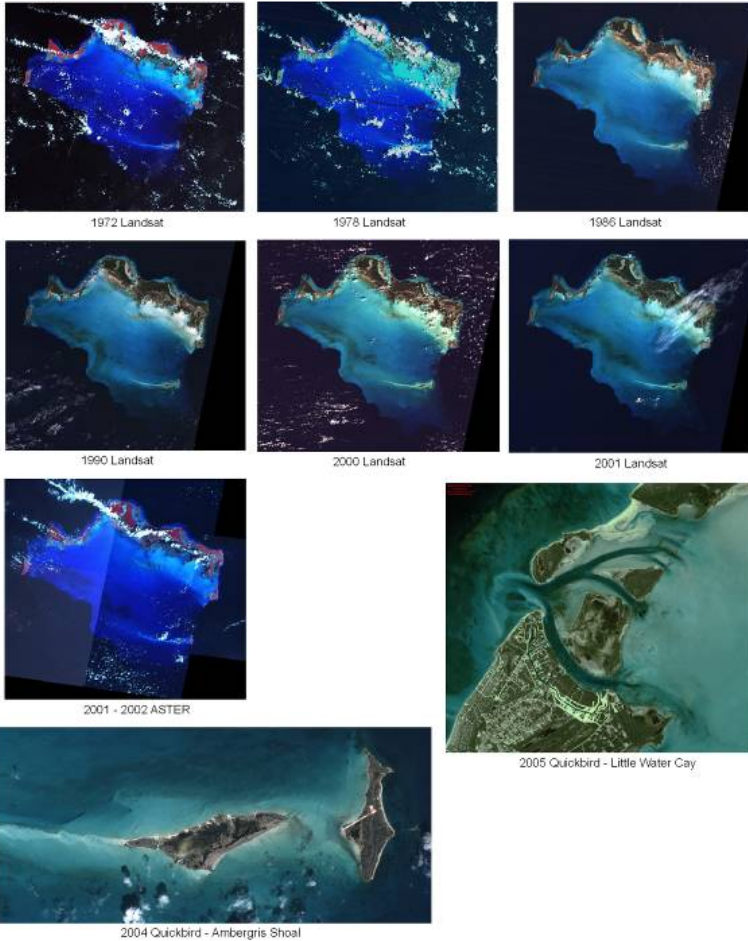 1972 Landsat
1978 Landsat
1986 Landsat
1990 Landsat
2000 Landsat
2001 Landsat
2001 - 2002 ASTER
2005 Quickbird - Little Water Cay
2004 Quickbird - Ambergris Shoal